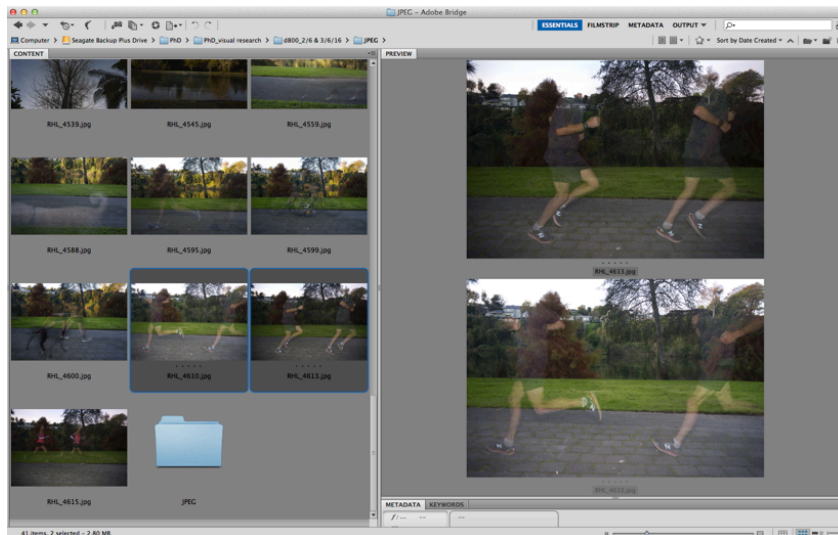 JPEG – Adobe Bridge
ESSENTIALS FILMSTRIP METADATA OUTPUT
Computer > Seagate Backup Plus Drive > PhD > PhD_visual research > d800_2/6 & 3/6/16 > JPEG >
Sort by Date Created
CONTENT
PREVIEW
RHL_4539.jpg RHL_4545.jpg RHL_4559.jpg
RHL_4588.jpg RHL_4595.jpg RHL_4599.jpg
RHL_4613.jpg
RHL_4600.jpg RHL_4610.jpg RHL_4613.jpg
RHL_4615.jpg JPEG
RHL_4610.jpg
METADATA KEYWORDS
f/-- -- --
41 items, 2 selected – 2.80 MB